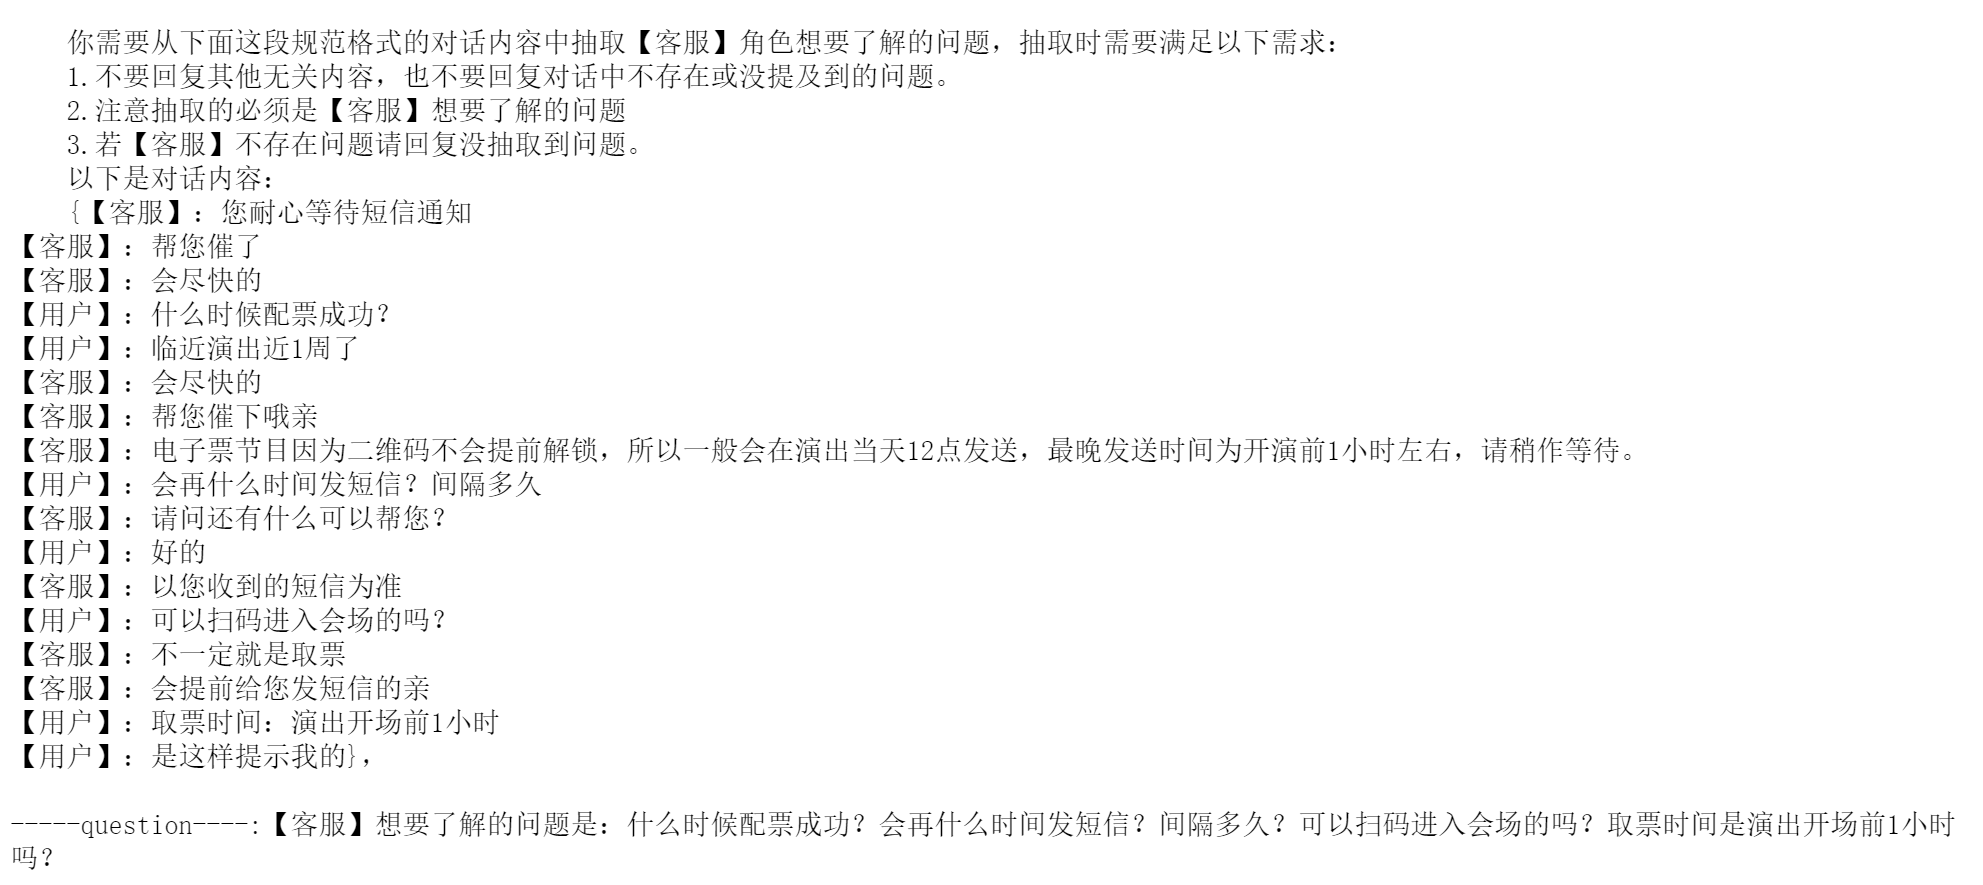 你需要从下面这段规范格式的对话内容中抽取【客服】角色想要了解的问题，抽取时需要满足以下需求：
1.不要回复其他无关内容，也不要回复对话中不存在或没提及到的问题。
2.注意抽取的必须是【客服】想要了解的问题
3.若【客服】不存在问题请回复没抽取到问题。
以下是对话内容：
{【客服】：您耐心等待短信通知
【客服】：帮您催了
【客服】：会尽快的
【用户】：什么时候配票成功？
【用户】：临近演出近1周了
【客服】：会尽快的
【客服】：帮您催下哦亲
【客服】：电子票节目因为二维码不会提前解锁，所以一般会在演出当天12点发送，最晚发送时间为开演前1小时左右，请稍作等待。
【用户】：会再什么时间发短信？间隔多久
【客服】：请问还有什么可以帮您？
【用户】：好的
【客服】：以您收到的短信为准
【用户】：可以扫码进入会场的吗？
【客服】：不一定就是取票
【客服】：会提前给您发短信的亲
【用户】：取票时间：演出开场前1小时
【用户】：是这样提示我的}，
-----question----:【客服】想要了解的问题是：什么时候配票成功？会再什么时间发短信？间隔多久？可以扫码进入会场的吗？取票时间是演出开场前1小时
吗？